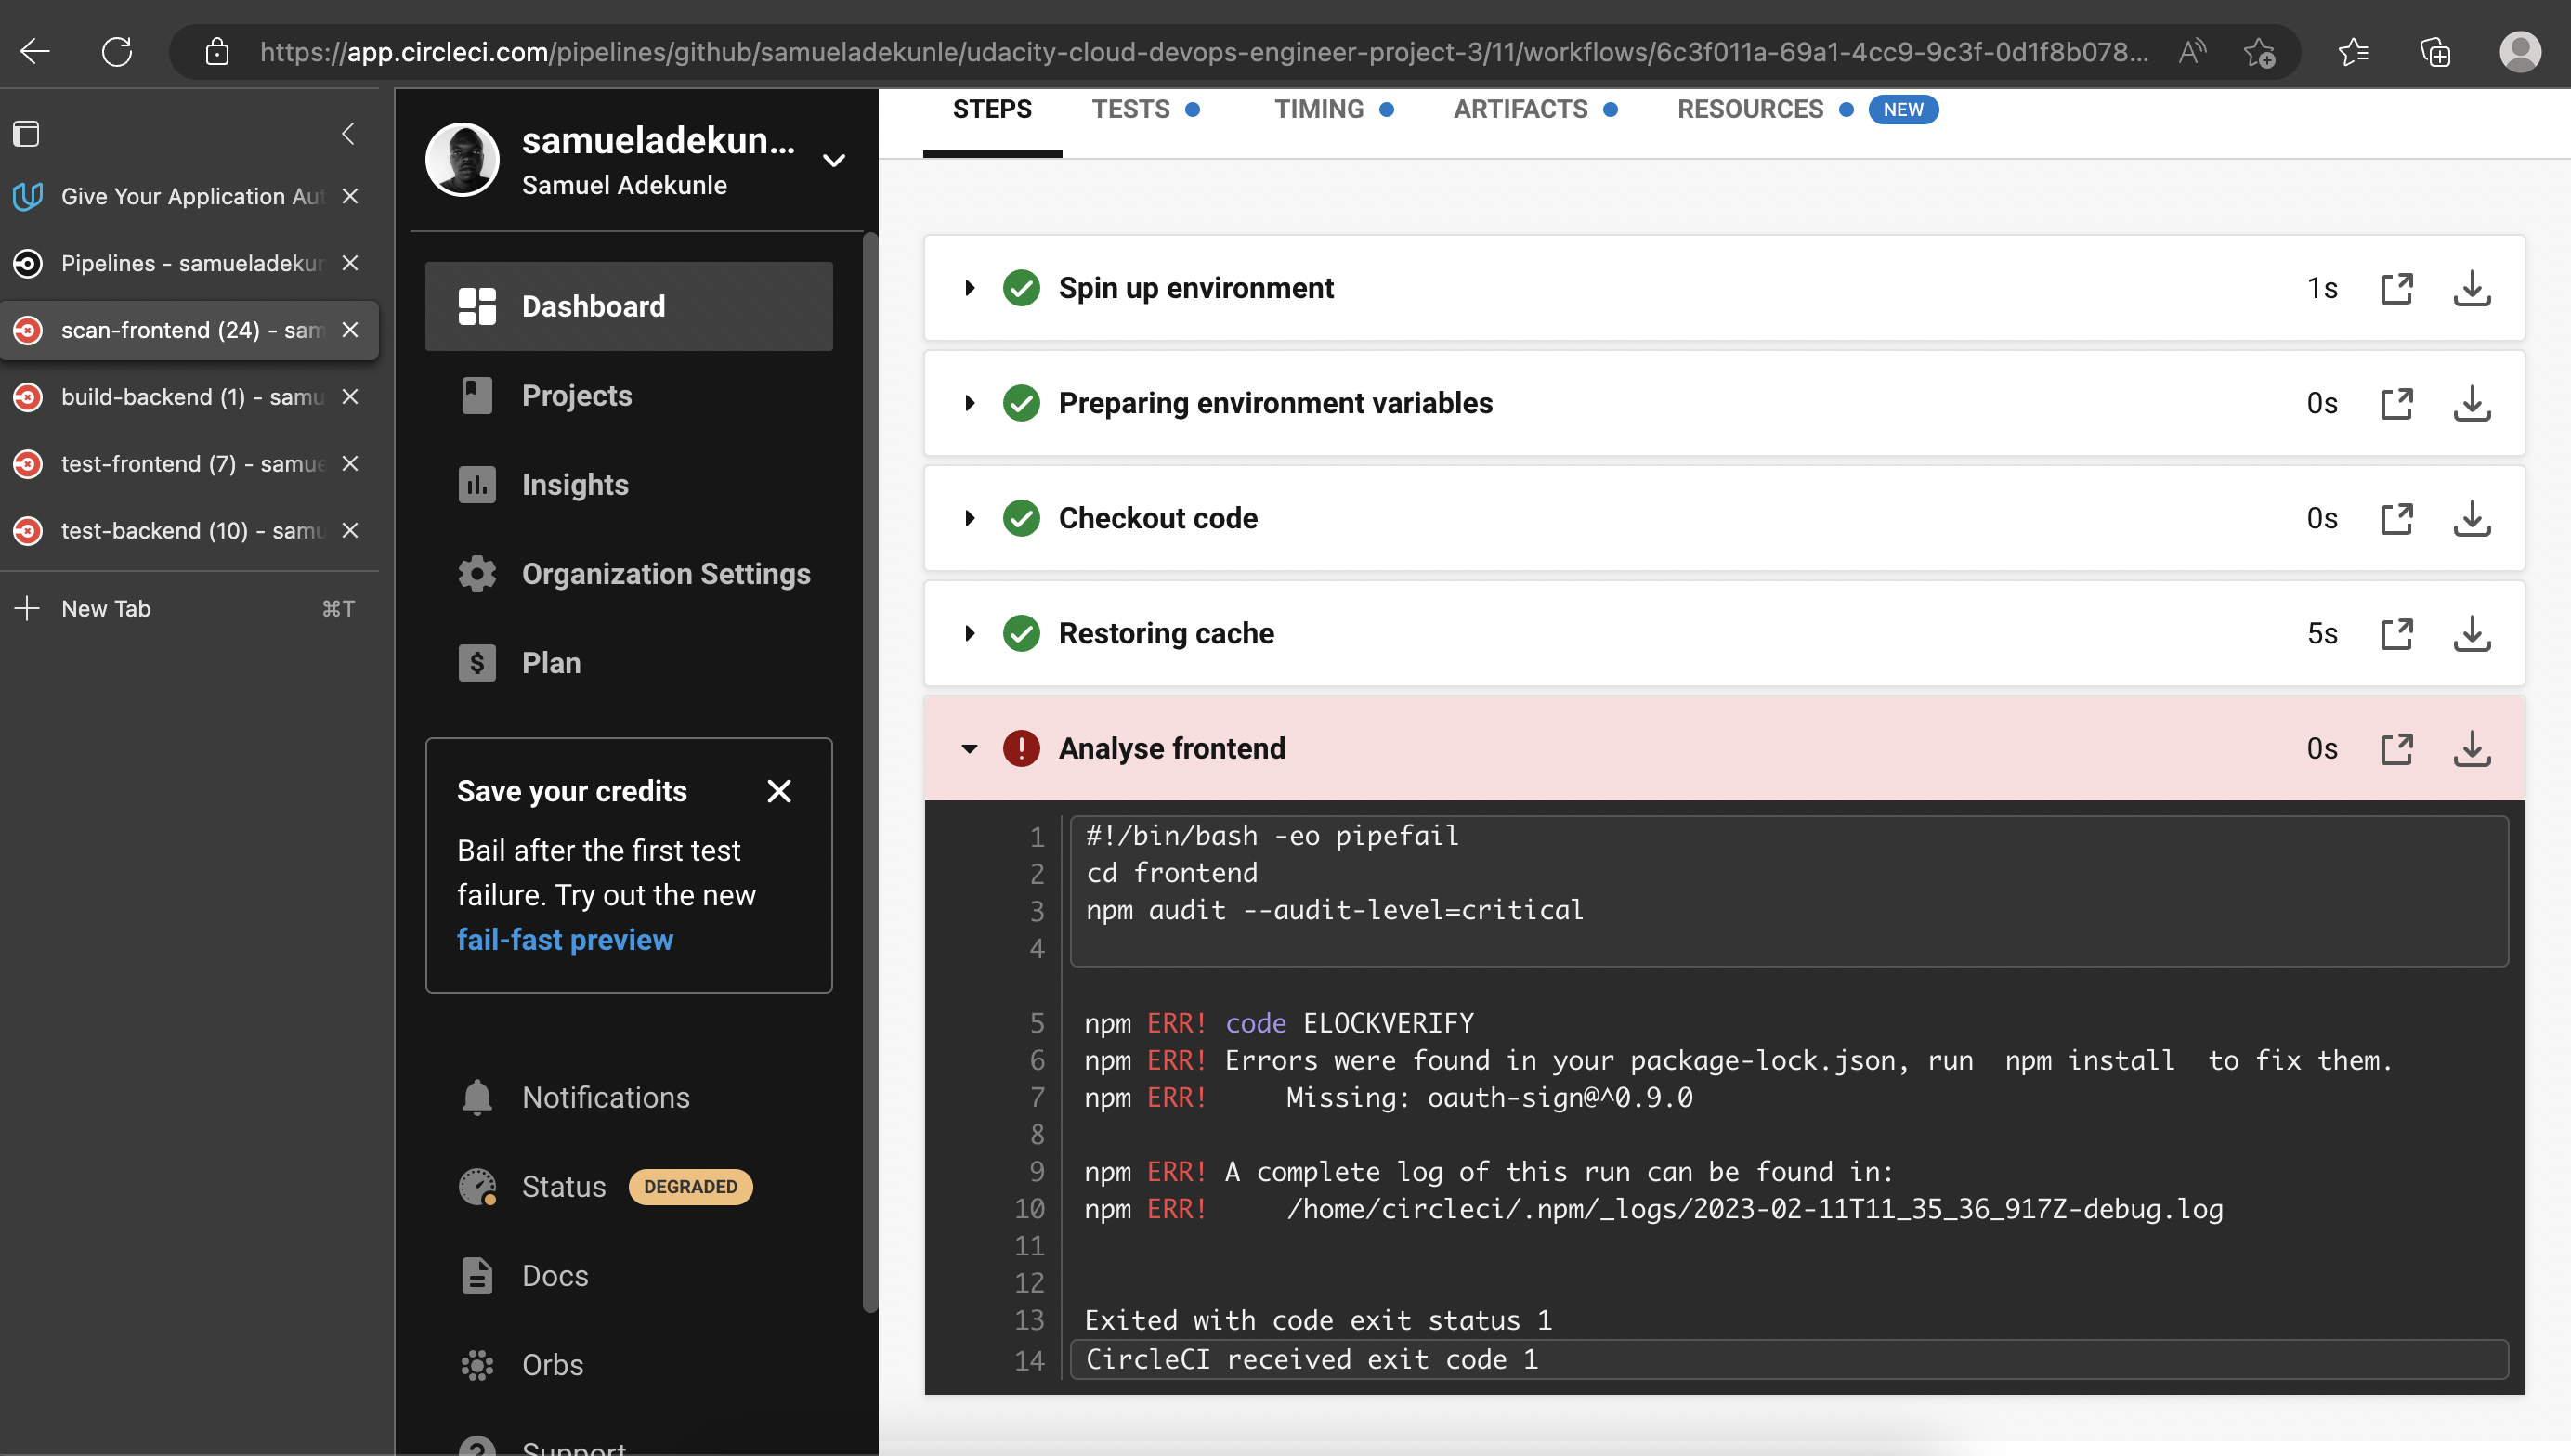 https://app.circleci.com/pipelines/github/samueladekunle/udacity-cloud-devops-engineer-project-3/11/workflows/6c3f011a-69a1-4cc9-9c3f-0d1f8b078...
Give Your Application Aut
Pipelines - samueladekun
scan-frontend (24) - sam
build-backend (1) - samu
test-frontend (7) - samue
test-backend (10) - samu
New Tab ⌘T
samueladekun...
Samuel Adekunle
Dashboard
Projects
Insights
Organization Settings
Plan
Save your credits
Bail after the first test
failure. Try out the new
fail-fast preview
Notifications
Status DEGRADED
Docs
Orbs
Support
STEPS TESTS TIMING ARTIFACTS RESOURCES NEW
Spin up environment 1s
Preparing environment variables 0s
Checkout code 0s
Restoring cache 5s
Analyse frontend 0s
1 #!/bin/bash -eo pipefail
2 cd frontend
3 npm audit --audit-level=critical
4
5 npm ERR! code ELOCKVERIFY
6 npm ERR! Errors were found in your package-lock.json, run  npm install  to fix them.
7 npm ERR!     Missing: oauth-sign@^0.9.0
8
9 npm ERR! A complete log of this run can be found in:
10 npm ERR!     /home/circleci/.npm/_logs/2023-02-11T11_35_36_917Z-debug.log
11
12
13 Exited with code exit status 1
14 CircleCI received exit code 1